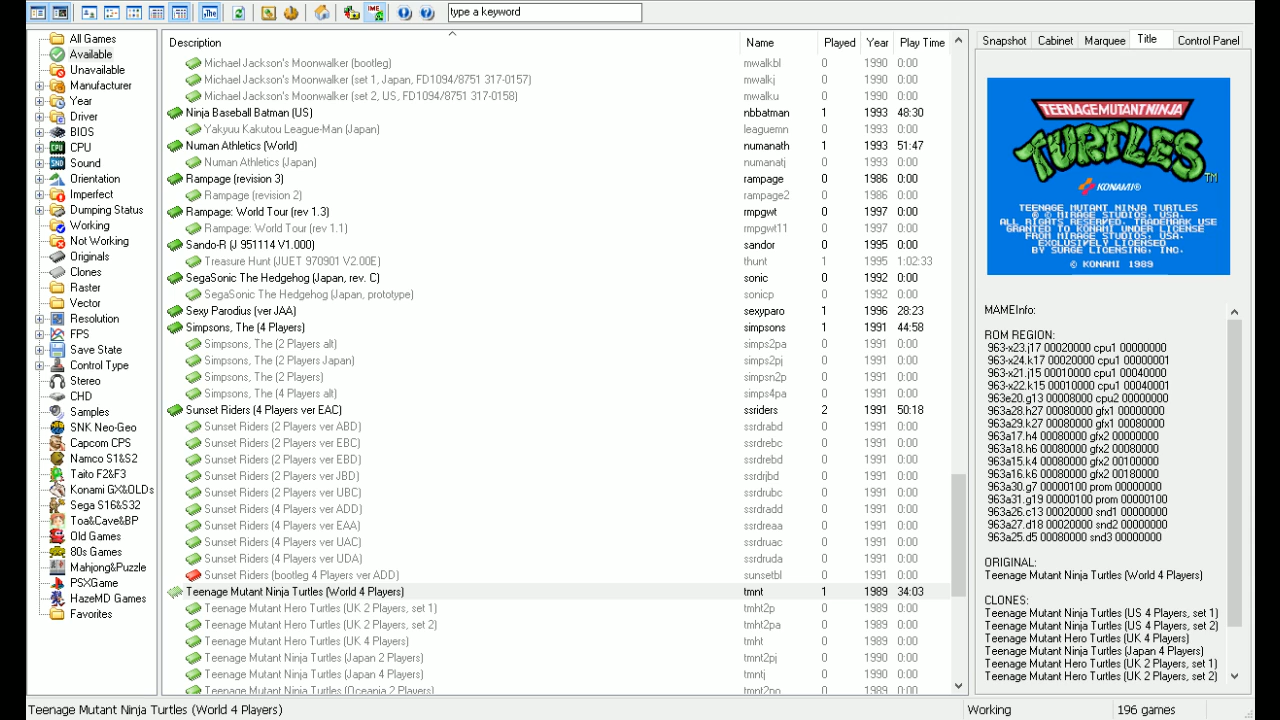 type a keyword
All Games
Available
Unavailable
Manufacturer
Year
Driver
BIOS
CPU
Sound
Orientation
Imperfect
Dumping Status
Working
Not Working
Originals
Clones
Raster
Vector
Resolution
FPS
Save State
Control Type
Stereo
CHD
Samples
SNK Neo-Geo
Capcom CPS
Namco S1&S2
Taito F2&F3
Konami GX&OLDs
Sega S16&S32
Toa&Cave&BP
Old Games
80s Games
Mahjong&Puzzle
PSXGame
HazeMD Games
Favorites
Description Name Played Year Play Time
Michael Jackson's Moonwalker (bootleg) mwalkbl 0 1990 0:00
Michael Jackson's Moonwalker (set 1, Japan, FD1094/8751 317-0157) mwalkj 0 1990 0:00
Michael Jackson's Moonwalker (set 2, US, FD1094/8751 317-0158) mwalku 0 1990 0:00
Ninja Baseball Batman (US) nbbatman 1 1993 48:30
Yakyuu Kakutou League-Man (Japan) leaguemn 0 1993 0:00
Numan Athletics (World) numanath 1 1993 51:47
Numan Athletics (Japan) numanatj 0 1993 0:00
Rampage (revision 3) rampage 0 1986 0:00
Rampage (revision 2) rampage2 0 1986 0:00
Rampage: World Tour (rev 1.3) rmpgwt 0 1997 0:00
Rampage: World Tour (rev 1.1) rmpgwt11 0 1997 0:00
Sando-R (J 951114 V1.000) sandor 0 1995 0:00
Treasure Hunt (JUET 970901 V2.00E) thunt 1 1995 1:02:33
SegaSonic The Hedgehog (Japan, rev. C) sonic 0 1992 0:00
SegaSonic The Hedgehog (Japan, prototype) sonicp 0 1992 0:00
Sexy Parodius (ver JAA) sexyparo 1 1996 28:23
Simpsons, The (4 Players) simpsons 1 1991 44:58
Simpsons, The (2 Players alt) simps2pa 0 1991 0:00
Simpsons, The (2 Players Japan) simps2pj 0 1991 0:00
Simpsons, The (2 Players) simpsn2p 0 1991 0:00
Simpsons, The (4 Players alt) simps4pa 0 1991 0:00
Sunset Riders (4 Players ver EAC) ssriders 2 1991 50:18
Sunset Riders (2 Players ver ABD) ssrdrabd 0 1991 0:00
Sunset Riders (2 Players ver EBC) ssrdrebc 0 1991 0:00
Sunset Riders (2 Players ver EBD) ssrdrebd 0 1991 0:00
Sunset Riders (2 Players ver JBD) ssrdrjbd 0 1991 0:00
Sunset Riders (2 Players ver UBC) ssrdrubc 0 1991 0:00
Sunset Riders (4 Players ver ADD) ssrdradd 0 1991 0:00
Sunset Riders (4 Players ver EAA) ssrdreaa 0 1991 0:00
Sunset Riders (4 Players ver UAC) ssrdruac 0 1991 0:00
Sunset Riders (4 Players ver UDA) ssrdruda 0 1991 0:00
Sunset Riders (bootleg 4 Players ver ADD) sunsetbl 0 1991 0:00
Teenage Mutant Ninja Turtles (World 4 Players) tmnt 1 1989 34:03
Teenage Mutant Hero Turtles (UK 2 Players, set 1) tmht2p 0 1989 0:00
Teenage Mutant Hero Turtles (UK 2 Players, set 2) tmht2pa 0 1989 0:00
Teenage Mutant Hero Turtles (UK 4 Players) tmht 0 1989 0:00
Teenage Mutant Ninja Turtles (Japan 2 Players) tmnt2pj 0 1990 0:00
Teenage Mutant Ninja Turtles (Japan 4 Players) tmntj 0 1989 0:00
Teenage Mutant Ninja Turtles (Oceania 2 Players) tmnt2po 0 1989 0:00
Snapshot Cabinet Marquee Title Control Panel
TEENAGE MUTANT NINJA
TURTLES TM
KONAMI®
TEENAGE MUTANT NINJA TURTLES
® © MIRAGE STUDIOS, USA.
ALL RIGHTS RESERVED. TRADEMARK USE
GRANTED TO KONAMI UNDER LICENSE
FROM MIRAGE STUDIOS, USA.
EXCLUSIVELY LICENSED
BY SURGE LICENSING, INC.
© KONAMI 1989
MAMEInfo:
ROM REGION:
963-x23.j17 00020000 cpu1 00000000
963-x24.k17 00020000 cpu1 00000001
963-x21.j15 00010000 cpu1 00040000
963-x22.k15 00010000 cpu1 00040001
963e20.g13 00008000 cpu2 00000000
963a28.h27 00080000 gfx1 00000000
963a29.k27 00080000 gfx1 00080000
963a17.h4 00080000 gfx2 00000000
963a18.h6 00080000 gfx2 00080000
963a15.k4 00080000 gfx2 00100000
963a16.k6 00080000 gfx2 00180000
963a30.g7 00000100 prom 00000000
963a31.g19 00000100 prom 00000100
963a26.c13 00020000 snd1 00000000
963a27.d18 00020000 snd2 00000000
963a25.d5 00080000 snd3 00000000
ORIGINAL:
Teenage Mutant Ninja Turtles (World 4 Players)
CLONES:
Teenage Mutant Ninja Turtles (US 4 Players, set 1)
Teenage Mutant Ninja Turtles (US 4 Players, set 2)
Teenage Mutant Hero Turtles (UK 4 Players)
Teenage Mutant Ninja Turtles (Japan 4 Players)
Teenage Mutant Hero Turtles (UK 2 Players, set 1)
Teenage Mutant Hero Turtles (UK 2 Players, set 2)
Teenage Mutant Ninja Turtles (World 4 Players) Working 196 games